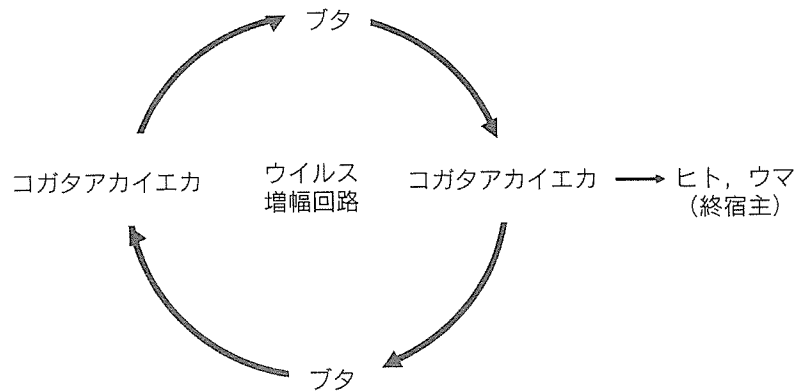 ブタ
コガタアカイエカ
ウイルス
増幅回路
コガタアカイエカ
ヒト，ウマ
（終宿主）
ブタ